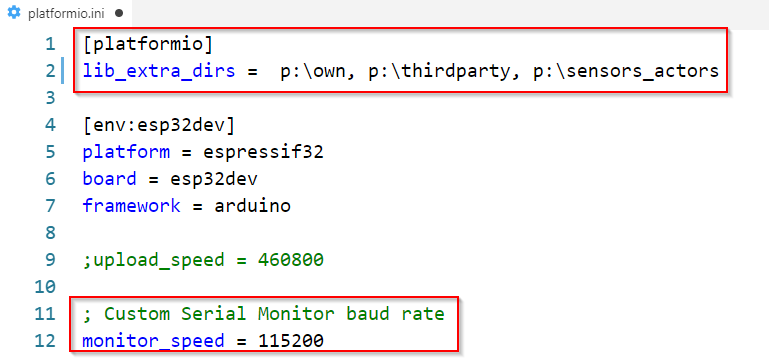 platformio.ini
1 [platformio]
2 lib_extra_dirs =  p:\own, p:\thirdparty, p:\sensors_actors
3
4 [env:esp32dev]
5 platform = espressif32
6 board = esp32dev
7 framework = arduino
8
9 ;upload_speed = 460800
10
11 ; Custom Serial Monitor baud rate
12 monitor_speed = 115200